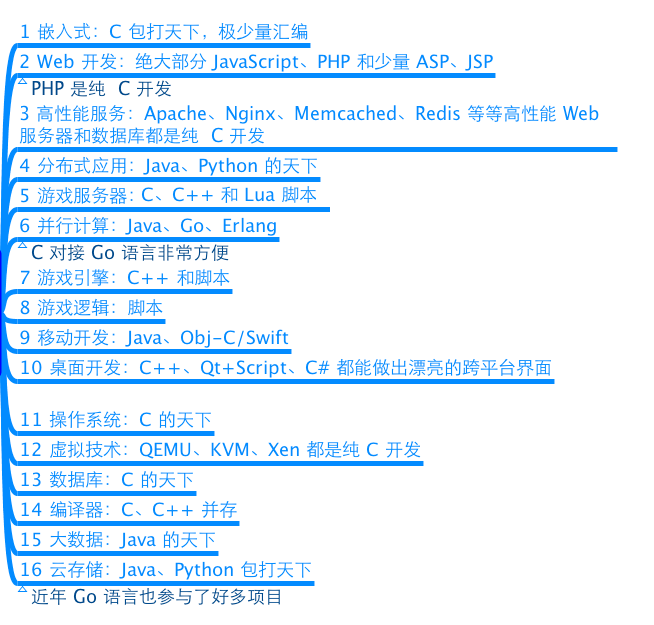 1 嵌入式：C 包打天下，极少量汇编
2 Web 开发：绝大部分 JavaScript、PHP 和少量 ASP、JSP
PHP 是纯 C 开发
3 高性能服务：Apache、Nginx、Memcached、Redis 等等高性能 Web
服务器和数据库都是纯 C 开发
4 分布式应用：Java、Python 的天下
5 游戏服务器：C、C++ 和 Lua 脚本
6 并行计算：Java、Go、Erlang
C 对接 Go 语言非常方便
7 游戏引擎：C++ 和脚本
8 游戏逻辑：脚本
9 移动开发：Java、Obj-C/Swift
10 桌面开发：C++、Qt+Script、C# 都能做出漂亮的跨平台界面
11 操作系统：C 的天下
12 虚拟技术：QEMU、KVM、Xen 都是纯 C 开发
13 数据库：C 的天下
14 编译器：C、C++ 并存
15 大数据：Java 的天下
16 云存储：Java、Python 包打天下
近年 Go 语言也参与了好多项目